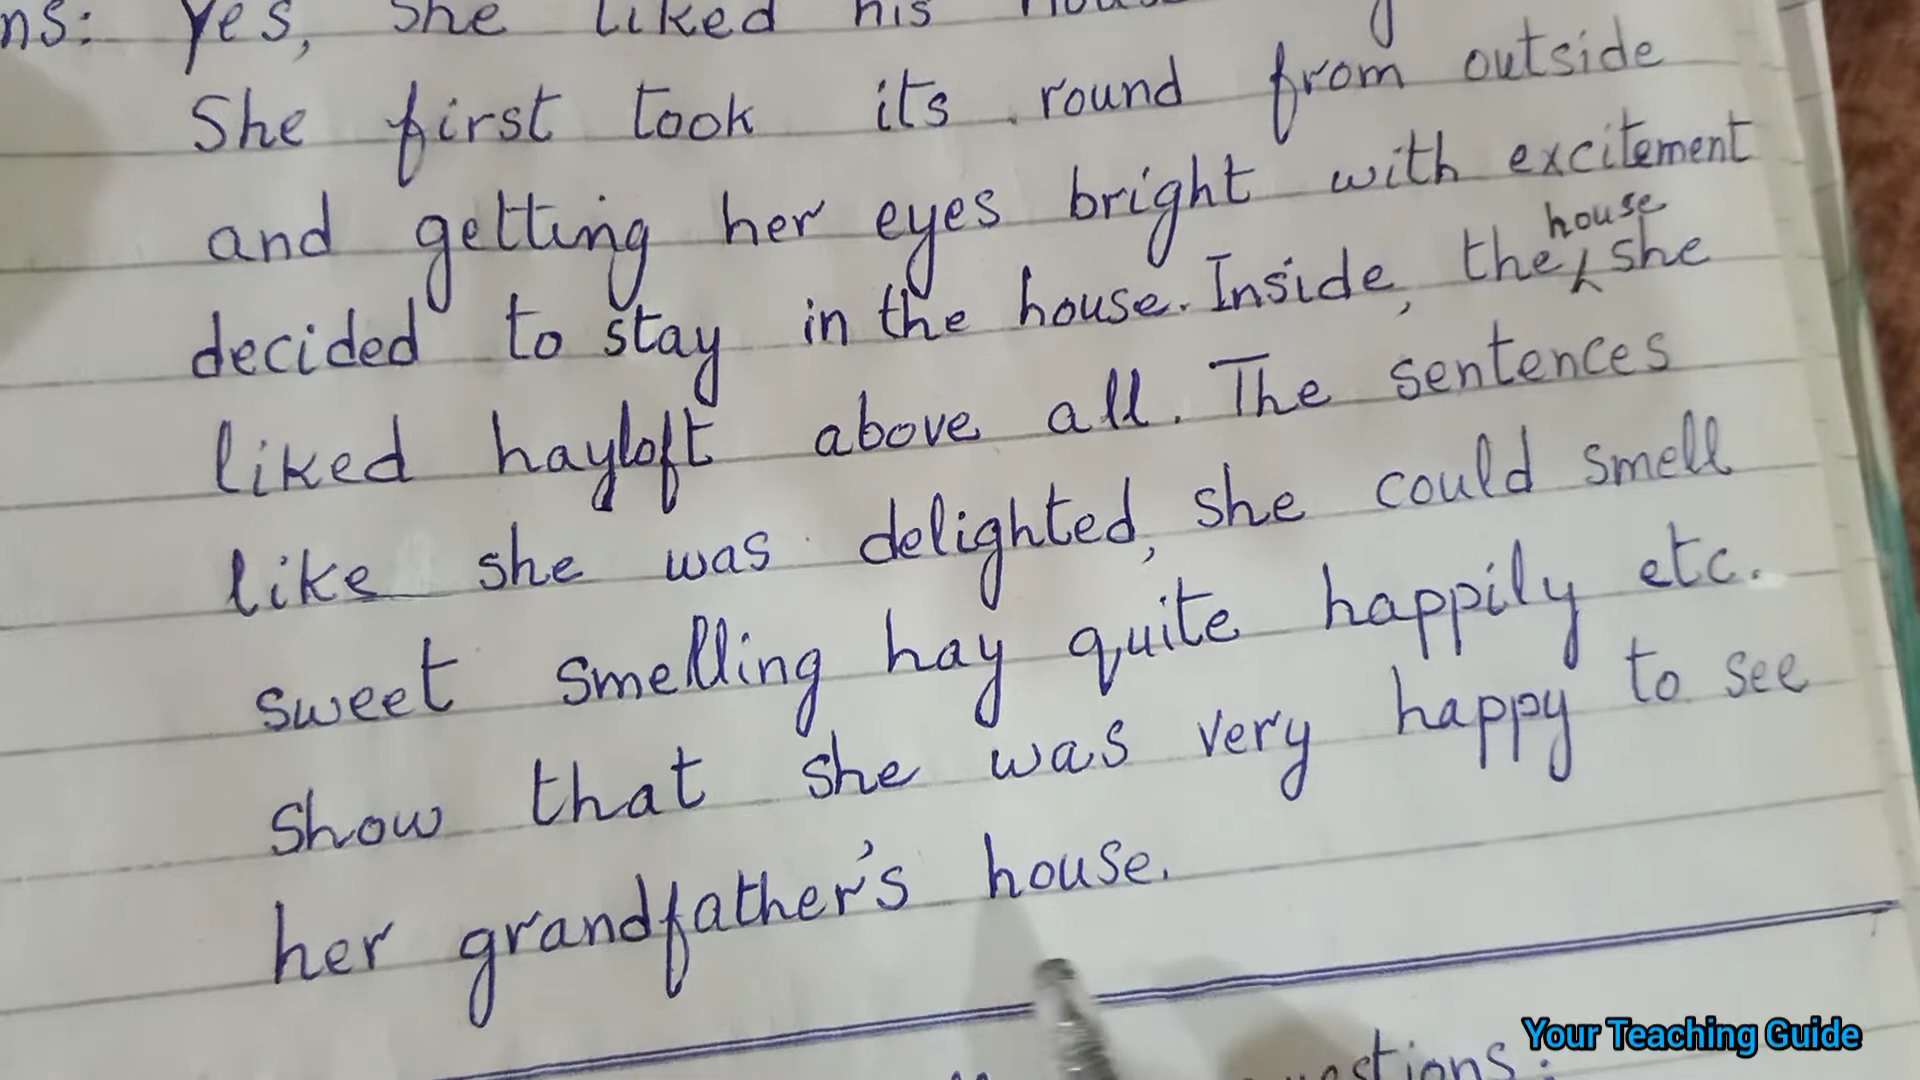 ns: Yes, She liked his
She first took its round from outside
and getting her eyes bright with excitement
decided to stay in the house. Inside, the house she
liked hayloft above all. The sentences
like she was delighted, she could smell
sweet smelling hay quite happily etc.
Show that she was very happy to see
her grandfather's house.
Your Teaching Guide